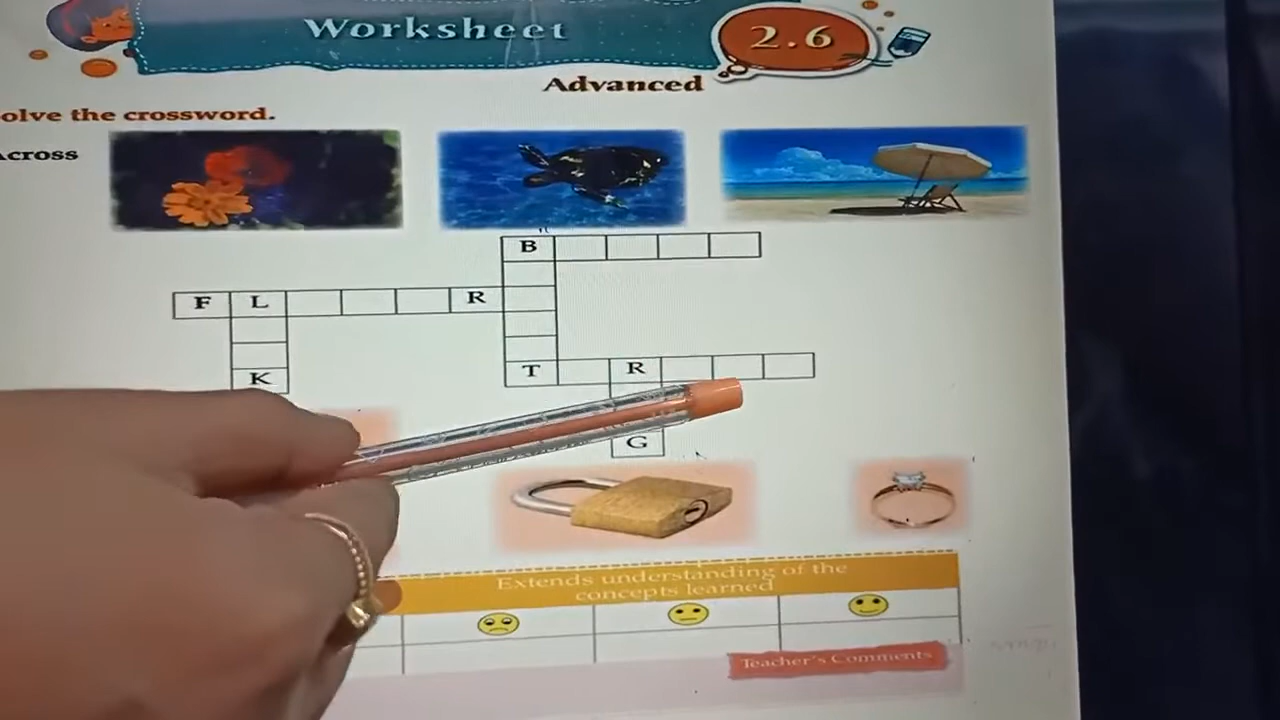 Worksheet
2.6
Advanced
olve the crossword.
Across
B
F L R
T R
K
G
Extends understanding of the
concepts learned
Teacher's Comments